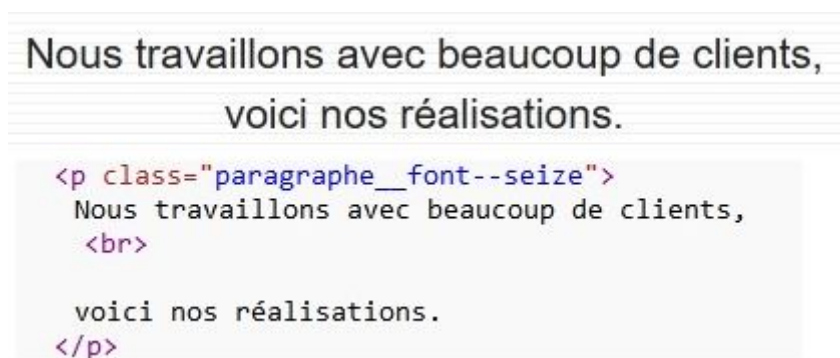 Nous travaillons avec beaucoup de clients,
voici nos réalisations.
<p class="paragraphe__font--seize">
Nous travaillons avec beaucoup de clients,
<br>
voici nos réalisations.
</p>